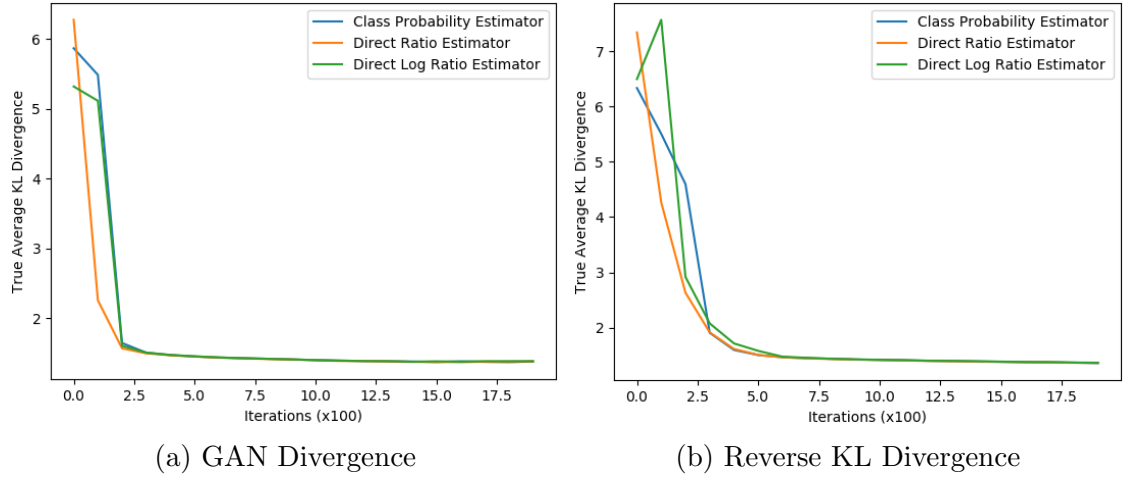 Class Probability Estimator
Direct Ratio Estimator
Direct Log Ratio Estimator
True Average KL Divergence
6
5
4
3
2
0.0 2.5 5.0 7.5 10.0 12.5 15.0 17.5
Iterations (x100)
(a) GAN Divergence
Class Probability Estimator
Direct Ratio Estimator
Direct Log Ratio Estimator
True Average KL Divergence
7
6
5
4
3
2
0.0 2.5 5.0 7.5 10.0 12.5 15.0 17.5
Iterations (x100)
(b) Reverse KL Divergence